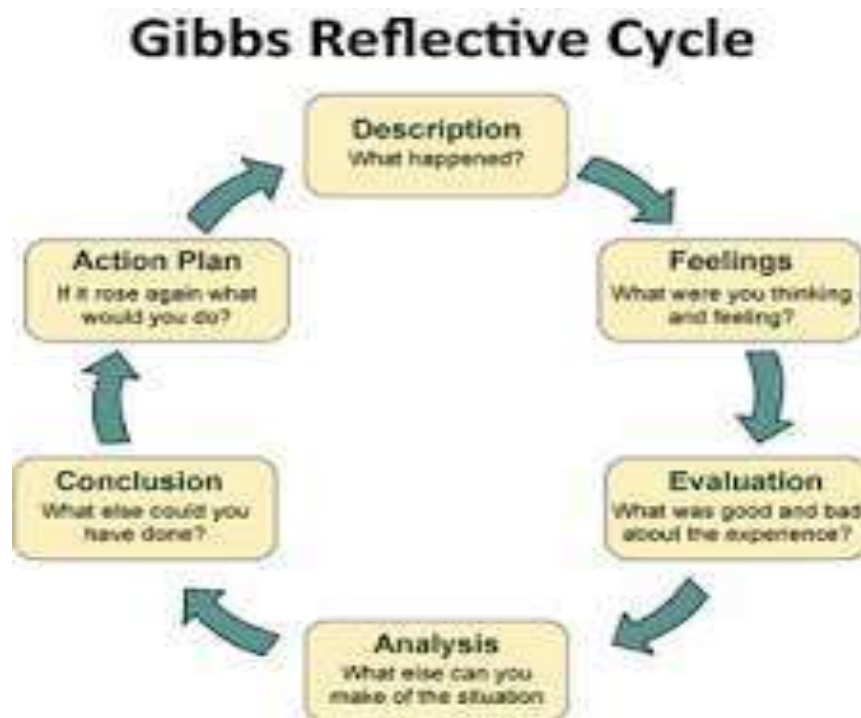 Gibbs Reflective Cycle
Description
What happened?
Feelings
What were you thinking
and feeling?
Evaluation
What was good and bad
about the experience?
Analysis
What else can you
make of the situation
Conclusion
What else could you
have done?
Action Plan
If it rose again what
would you do?